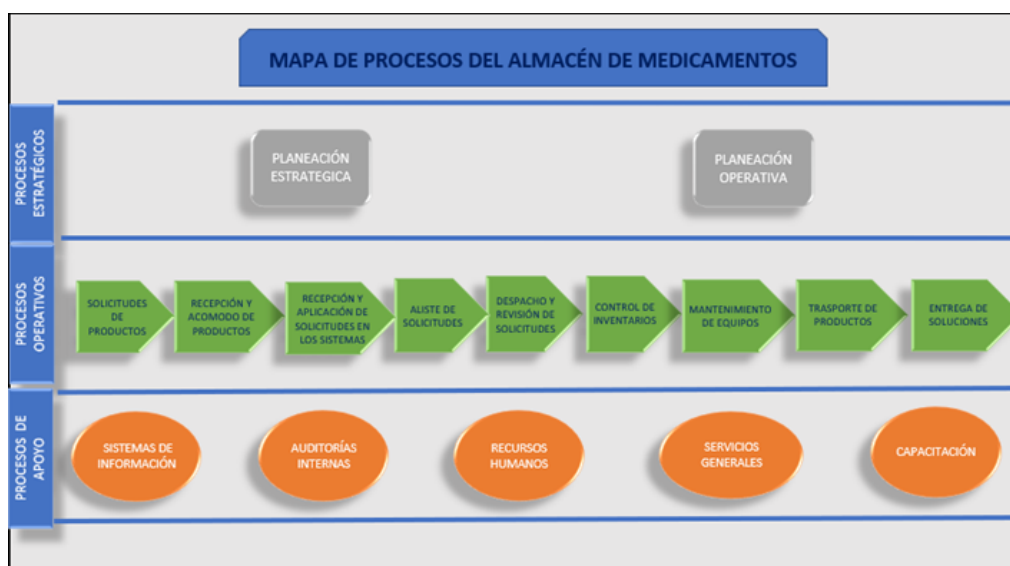 MAPA DE PROCESOS DEL ALMACÉN DE MEDICAMENTOS
PROCESOS
ESTRATÉGICOS
PLANEACIÓN
ESTRATEGICA
PLANEACIÓN
OPERATIVA
PROCESOS
OPERATIVOS
SOLICITUDES
DE
PRODUCTOS
RECEPCIÓN Y
ACOMODO DE
PRODUCTOS
RECEPCIÓN Y
APLICACIÓN DE
SOLICITUDES EN
LOS SISTEMAS
ALISTE DE
SOLICITUDES
DESPACHO Y
REVISIÓN DE
SOLICITUDES
CONTROL DE
INVENTARIOS
MANTENIMIENTO
DE EQUIPOS
TRASPORTE DE
PRODUCTOS
ENTREGA DE
SOLUCIONES
PROCESOS DE
APOYO
SISTEMAS DE
INFORMACIÓN
AUDITORÍAS
INTERNAS
RECURSOS
HUMANOS
SERVICIOS
GENERALES
CAPACITACIÓN